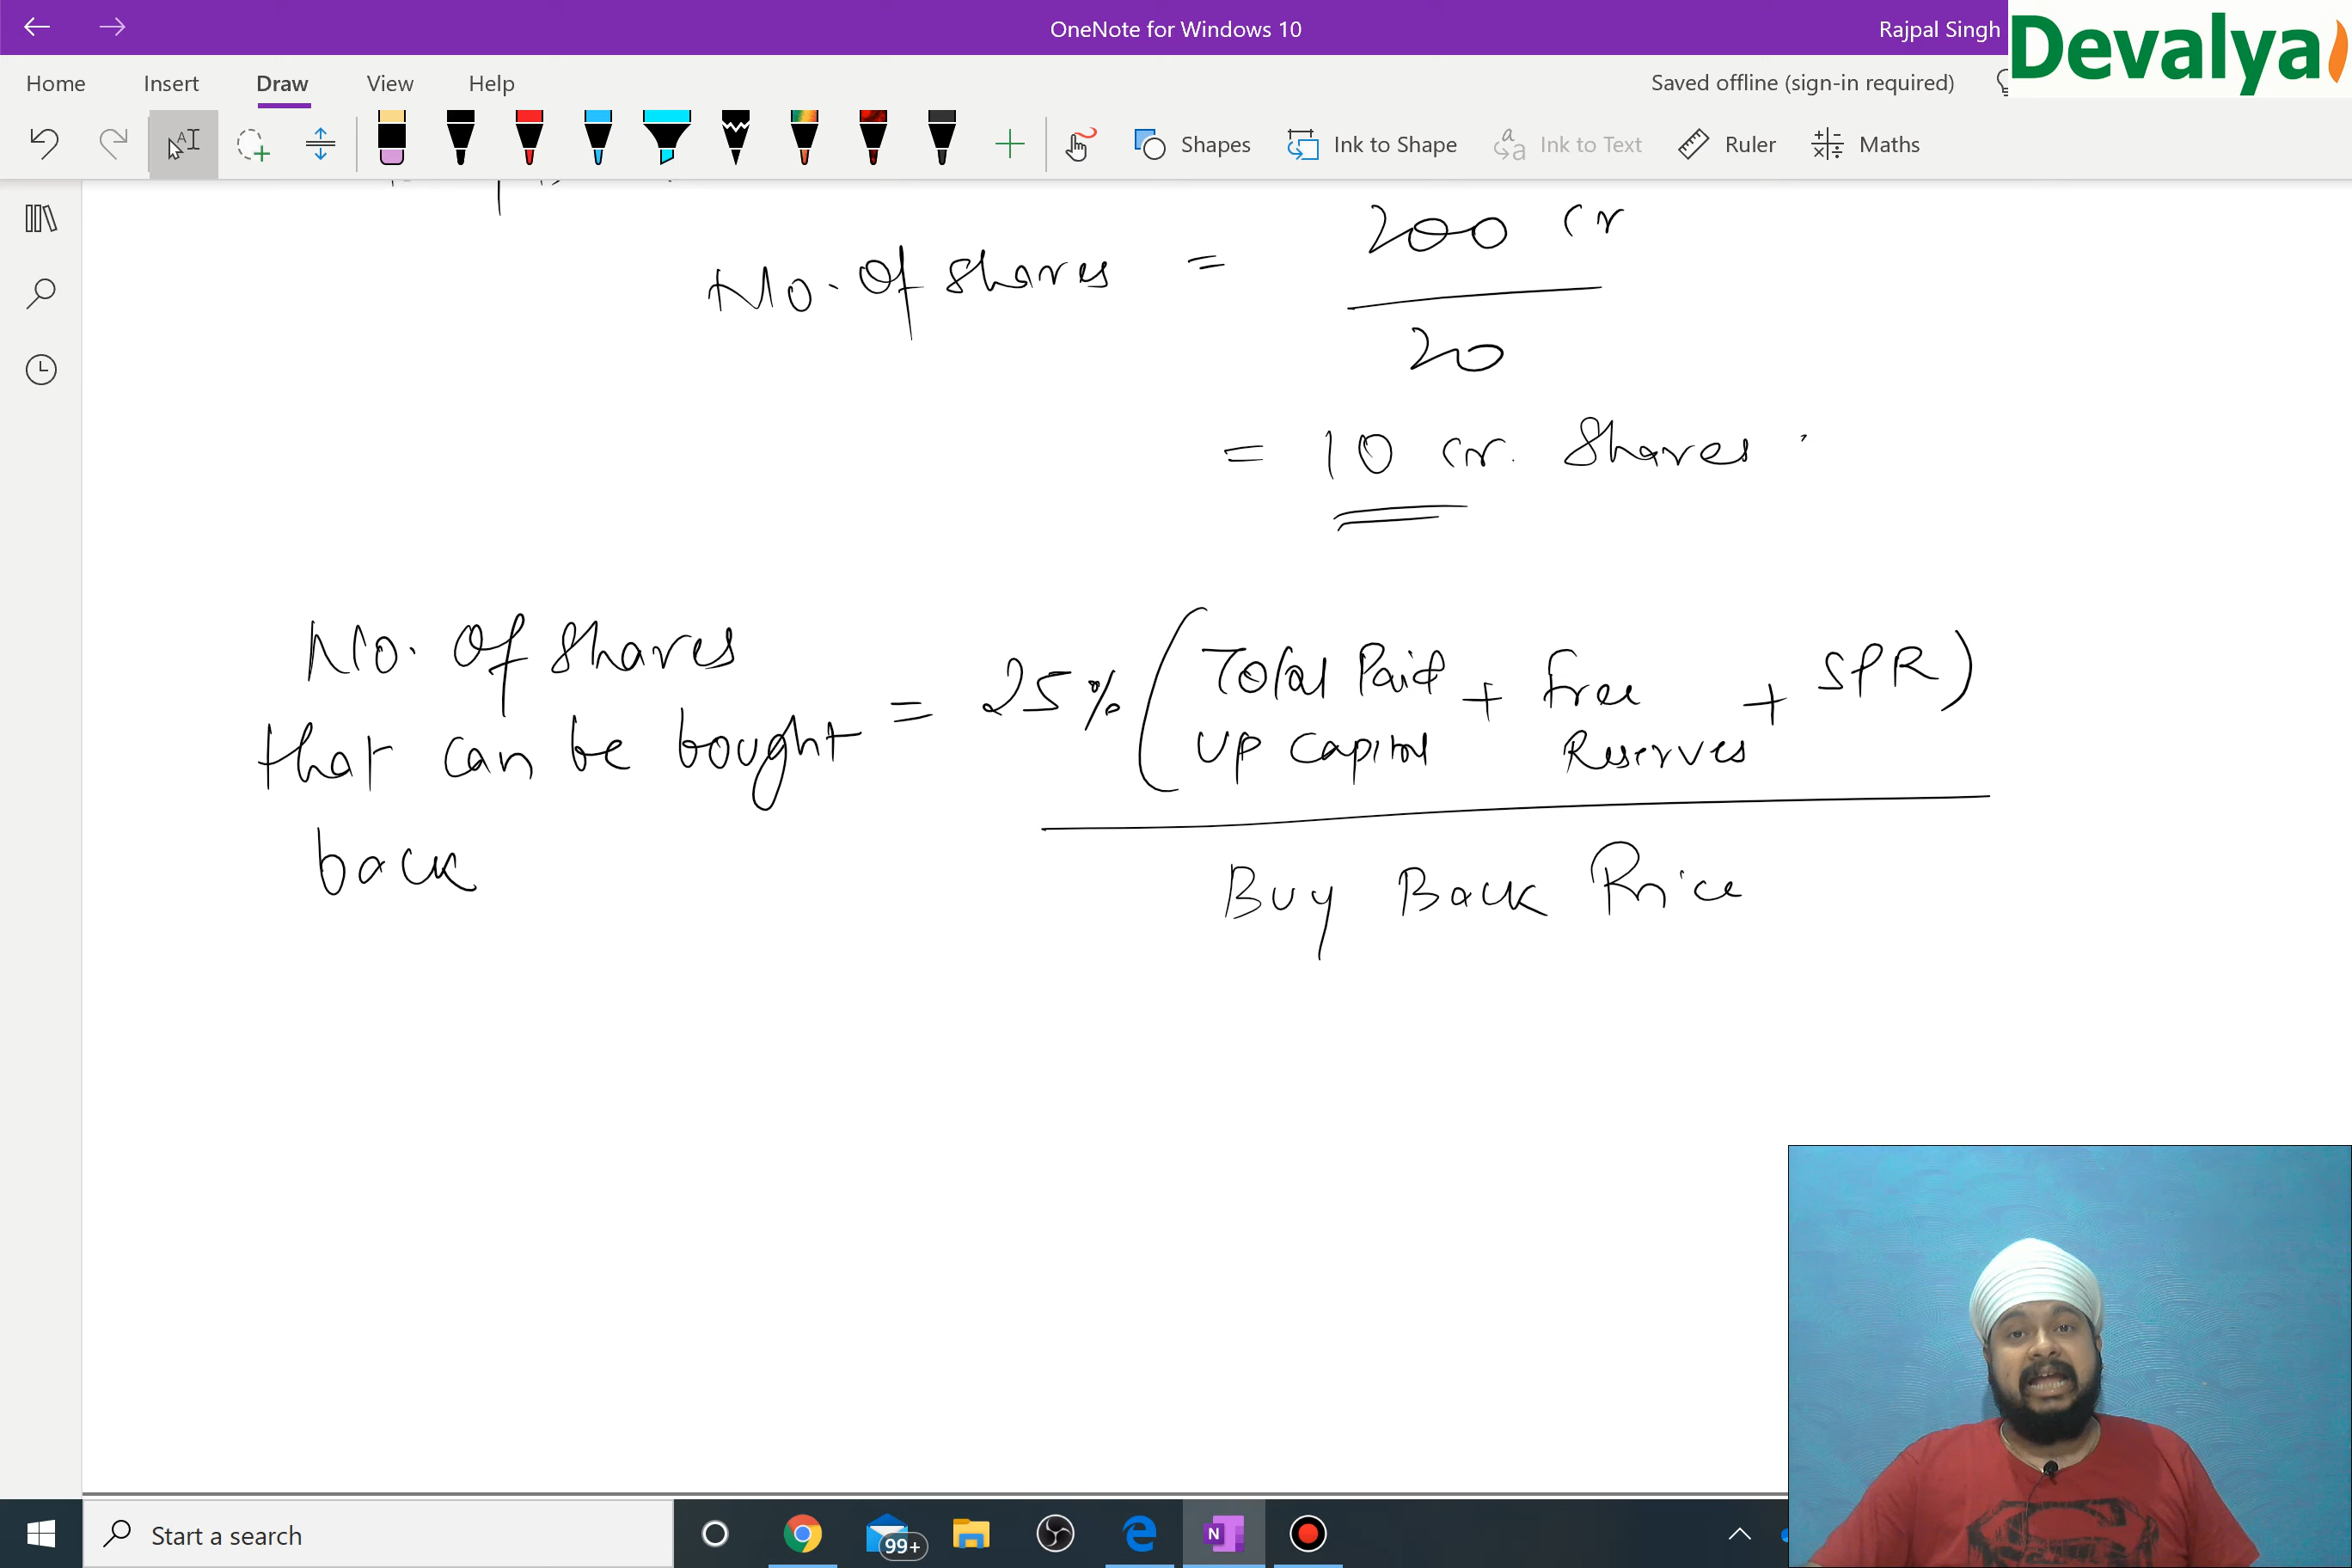 OneNote for Windows 10
Rajpal Singh
Devalya
Home Insert Draw View Help
Saved offline (sign-in required)
Shapes Ink to Shape Ink to Text Ruler Maths
No. of shares = 200 cr
20
= 10 cr. Shares
No. of shares
that can be bought
back
= 25% (Total Paid up Capital + Free Reserves + SPR)
Buy Back Price
Start a search
99+